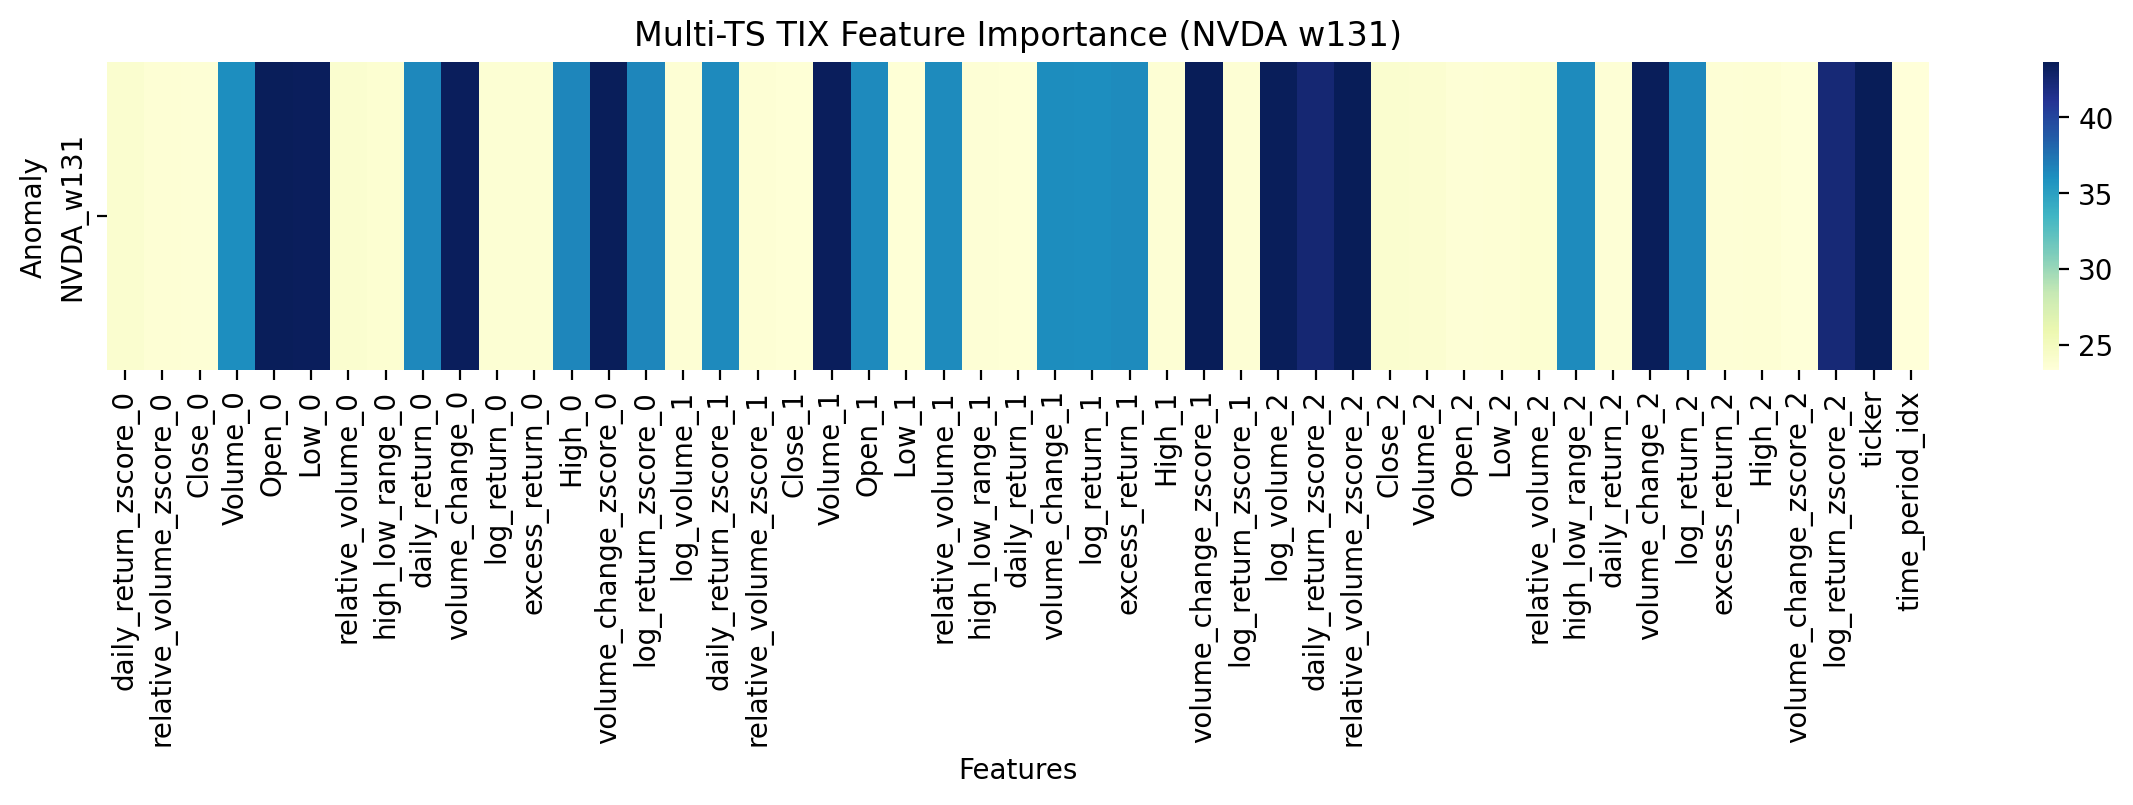 Multi-TS TIX Feature Importance (NVDA w131)
Anomaly
NVDA_w131
40
35
30
25
daily_return_zscore_0
relative_volume_zscore_0
Close_0
Volume_0
Open_0
Low_0
relative_volume_0
high_low_range_0
daily_return_0
volume_change_0
log_return_0
excess_return_0
High_0
volume_change_zscore_0
log_return_zscore_0
log_volume_1
daily_return_zscore_1
relative_volume_zscore_1
Close_1
Volume_1
Open_1
Low_1
relative_volume_1
high_low_range_1
daily_return_1
volume_change_1
log_return_1
excess_return_1
High_1
volume_change_zscore_1
log_return_zscore_1
log_volume_2
daily_return_zscore_2
relative_volume_zscore_2
Close_2
Volume_2
Open_2
Low_2
relative_volume_2
high_low_range_2
daily_return_2
volume_change_2
log_return_2
excess_return_2
High_2
volume_change_zscore_2
log_return_zscore_2
ticker
time_period_idx
Features